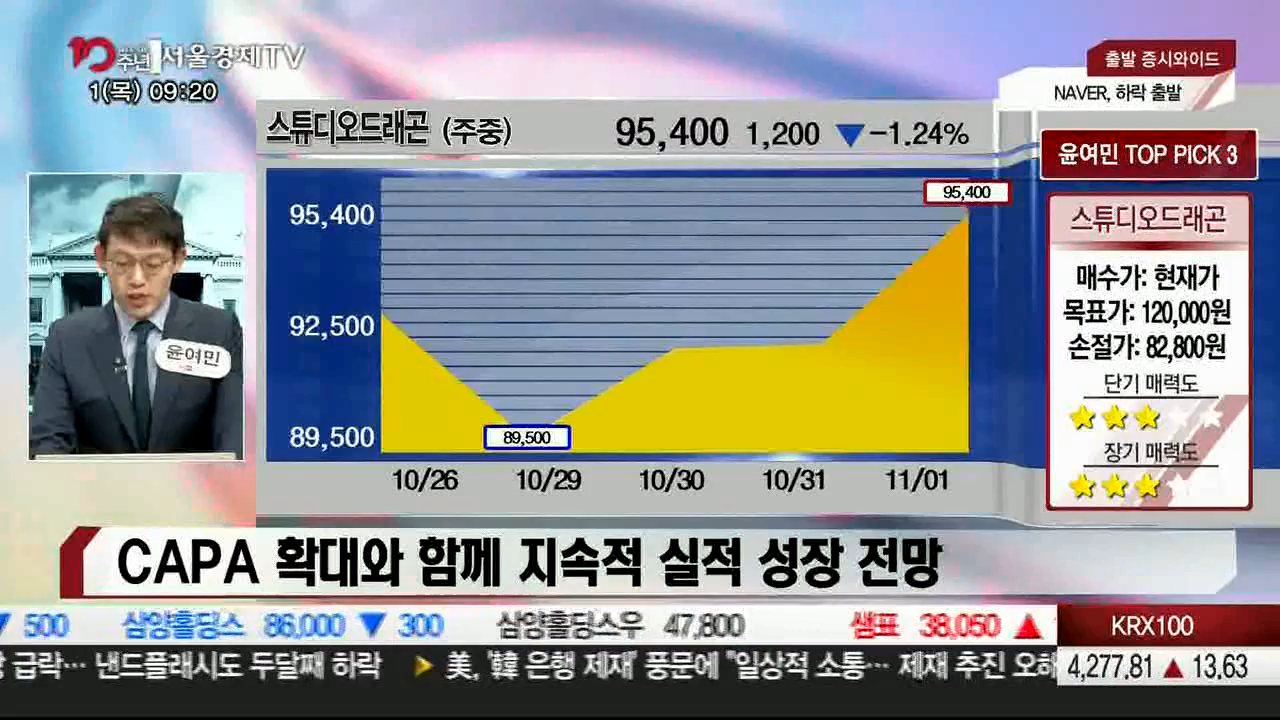 10주년 서울경제TV
1(목) 09:20
출발 증시와이드
NAVER, 하락 출발
스튜디오드래곤 (주중) 95,400 1,200 ▼-1.24%
윤여민 TOP PICK 3
95,400
95,400
92,500
89,500
89,500
10/26 10/29 10/30 10/31 11/01
윤여민
스튜디오드래곤
매수가: 현재가
목표가: 120,000원
손절가: 82,800원
단기 매력도
장기 매력도
CAPA 확대와 함께 지속적 실적 성장 전망
▼ 500 삼양홀딩스 86,000 ▼ 300 삼양홀딩스우 47,800 샘표 38,050 ▲
KRX100
급락… 낸드플래시도 두달째 하락 ▶ 美, '韓 은행 제재' 풍문에 "일상적 소통… 제재 추진 오해
4,277.81 ▲ 13.63